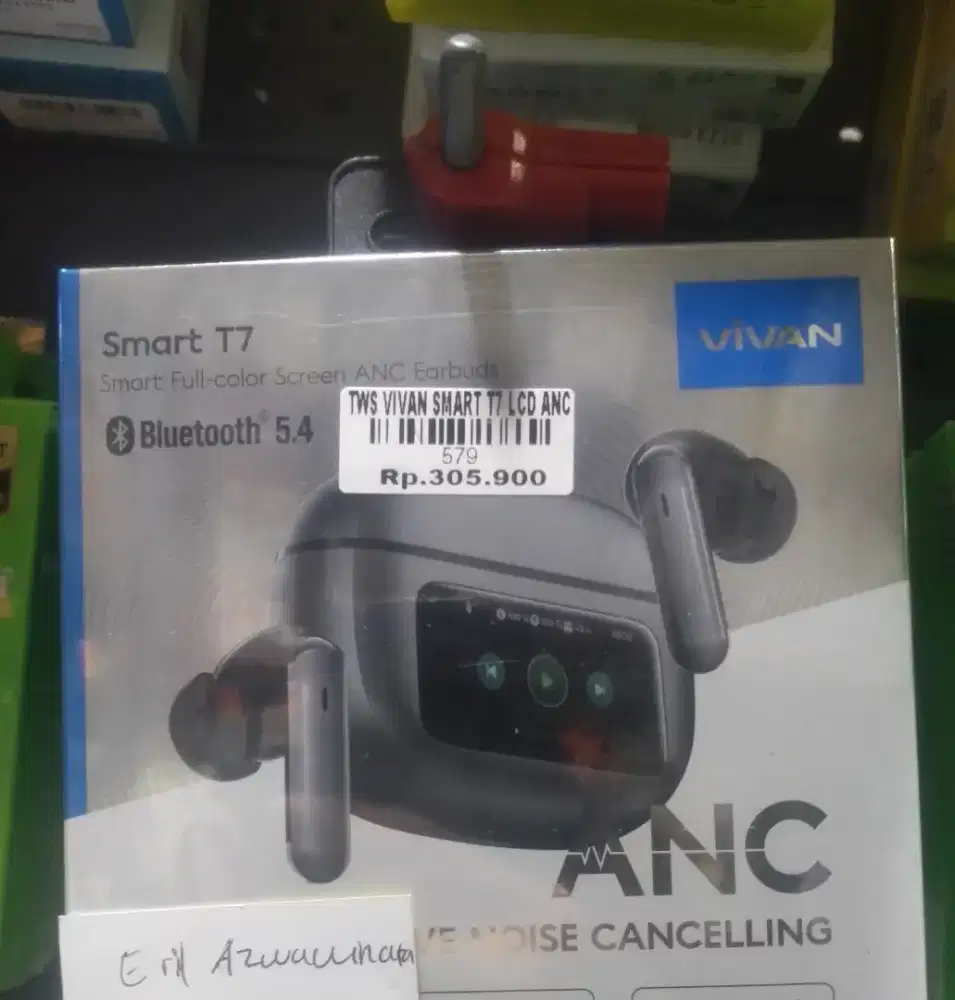 Smart T7
VIVAN
Smart Full-color Screen ANC Earbuds
Bluetooth® 5.4
TWS VIVAN SMART T7 LCD ANC
579
Rp.305.900
ANC
VE NOISE CANCELLING